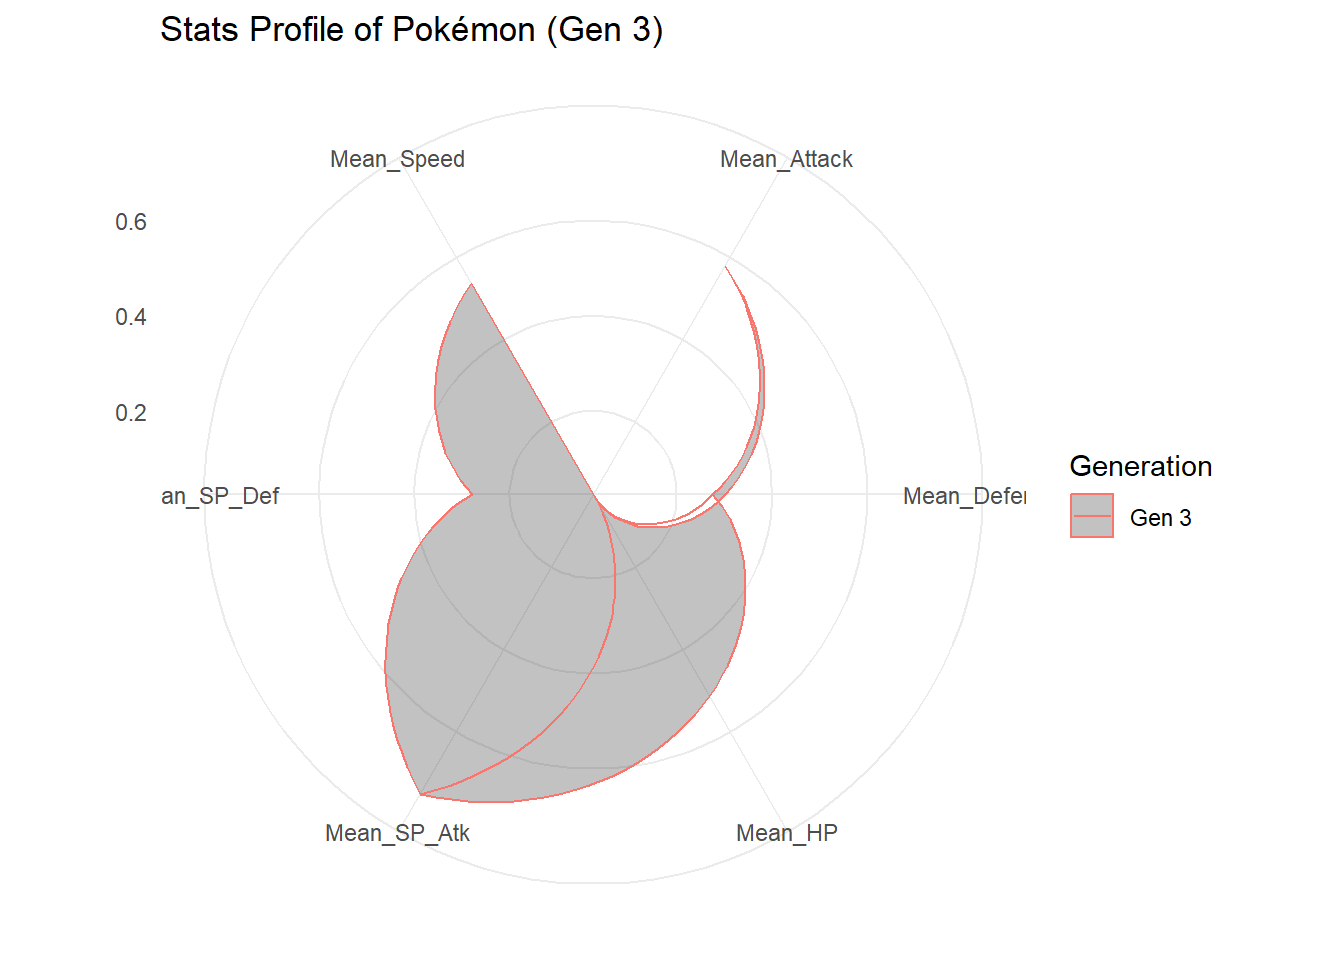 Stats Profile of Pokémon (Gen 3)
Mean_Speed
Mean_Attack
0.6
0.4
0.2
an_SP_Def
Mean_Defer
Mean_SP_Atk
Mean_HP
Generation
Gen 3